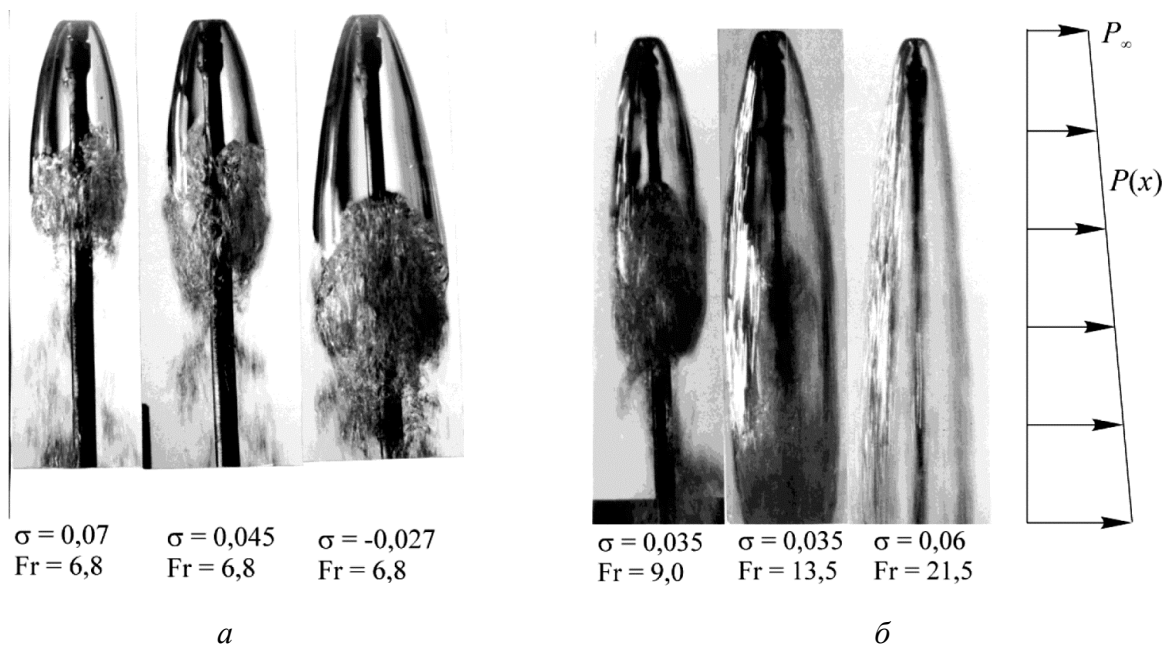 P∞
P(x)
σ = 0,07
Fr = 6,8
σ = 0,045
Fr = 6,8
σ = -0,027
Fr = 6,8
σ = 0,035
Fr = 9,0
σ = 0,035
Fr = 13,5
σ = 0,06
Fr = 21,5
а
б